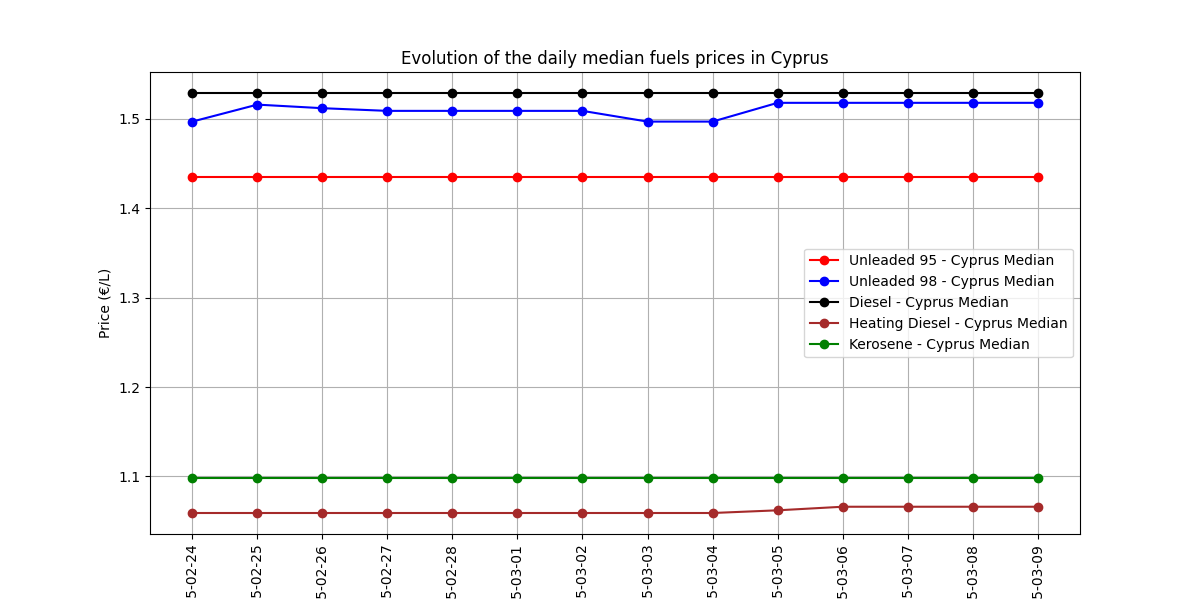 Evolution of the daily median fuels prices in Cyprus
Price (€/L)
1.5
1.4
1.3
1.2
1.1
Unleaded 95 - Cyprus Median
Unleaded 98 - Cyprus Median
Diesel - Cyprus Median
Heating Diesel - Cyprus Median
Kerosene - Cyprus Median
5-02-24
5-02-25
5-02-26
5-02-27
5-02-28
5-03-01
5-03-02
5-03-03
5-03-04
5-03-05
5-03-06
5-03-07
5-03-08
5-03-09